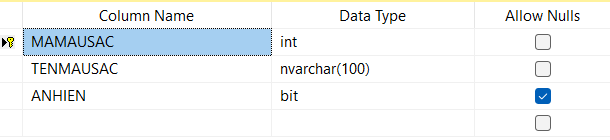 Column Name Data Type Allow Nulls
MAMAUSAC int
TENMAUSAC nvarchar(100)
ANHIEN bit